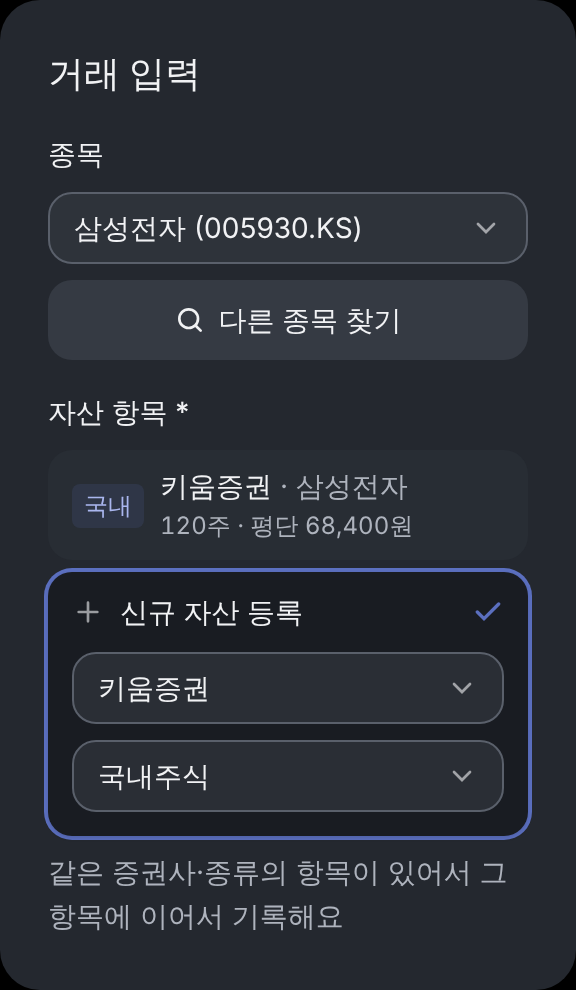 거래 입력
종목
삼성전자 (005930.KS)
다른 종목 찾기
자산 항목 *
국내
키움증권 · 삼성전자
120주 · 평단 68,400원
신규 자산 등록
키움증권
국내주식
같은 증권사·종류의 항목이 있어서 그
항목에 이어서 기록해요